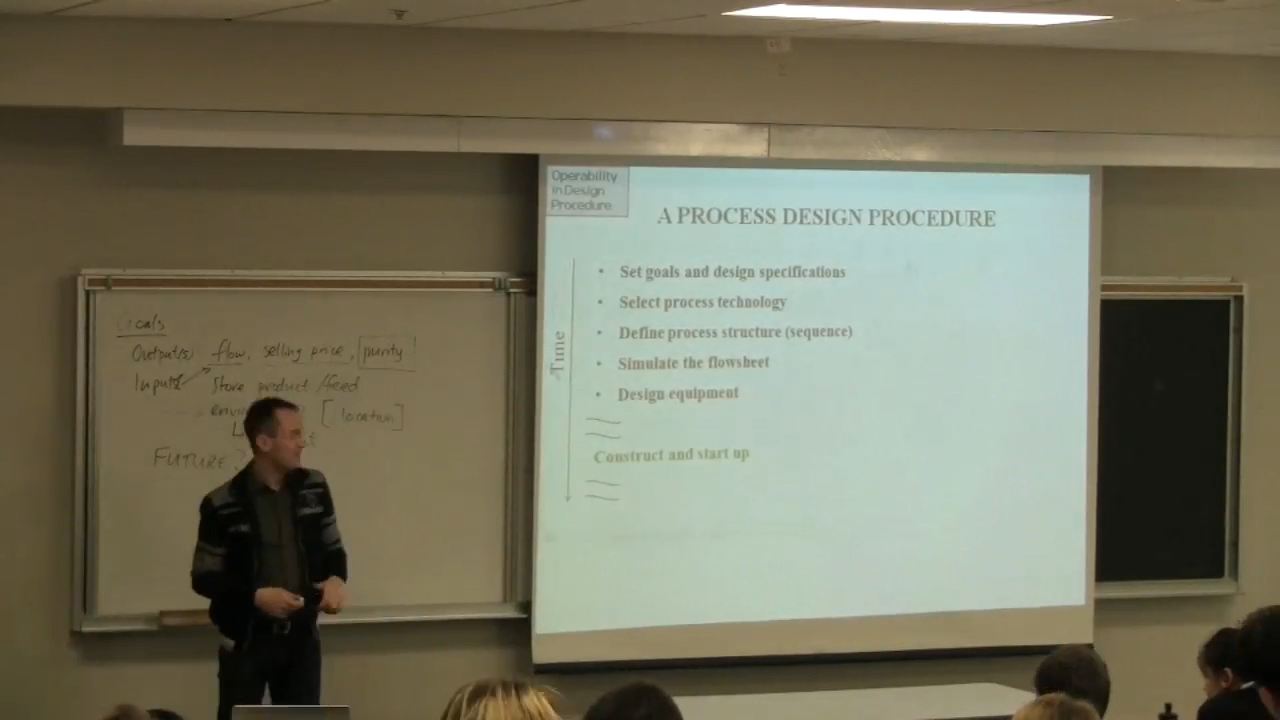 Goals
Output(s) flow, selling price, purity
Inputs Store product/feed
[location]
FUTURE?
Operability
in Design
Procedure
A PROCESS DESIGN PROCEDURE
Time
• Set goals and design specifications
• Select process technology
• Define process structure (sequence)
• Simulate the flowsheet
• Design equipment
Construct and start up